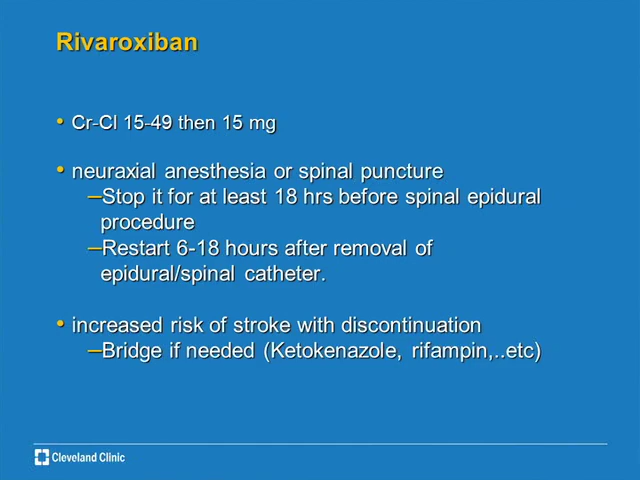 Rivaroxiban
• Cr-Cl 15-49 then 15 mg
• neuraxial anesthesia or spinal puncture
–Stop it for at least 18 hrs before spinal epidural
procedure
–Restart 6-18 hours after removal of
epidural/spinal catheter.
• increased risk of stroke with discontinuation
–Bridge if needed (Ketokenazole, rifampin,..etc)
Cleveland Clinic